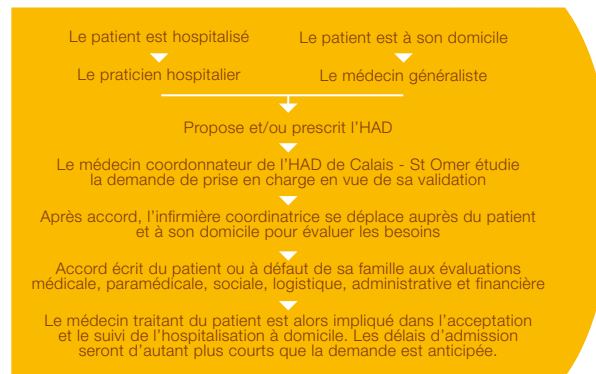 Le patient est hospitalisé
Le patient est à son domicile
Le praticien hospitalier
Le médecin généraliste
Propose et/ou prescrit l'HAD
Le médecin coordonnateur de l'HAD de Calais - St Omer étudie
la demande de prise en charge en vue de sa validation
Après accord, l'infirmière coordinatrice se déplace auprès du patient
et à son domicile pour évaluer les besoins
Accord écrit du patient ou à défaut de sa famille aux évaluations
médicale, paramédicale, sociale, logistique, administrative et financière
Le médecin traitant du patient est alors impliqué dans l'acceptation
et le suivi de l'hospitalisation à domicile. Les délais d'admission
seront d'autant plus courts que la demande est anticipée.